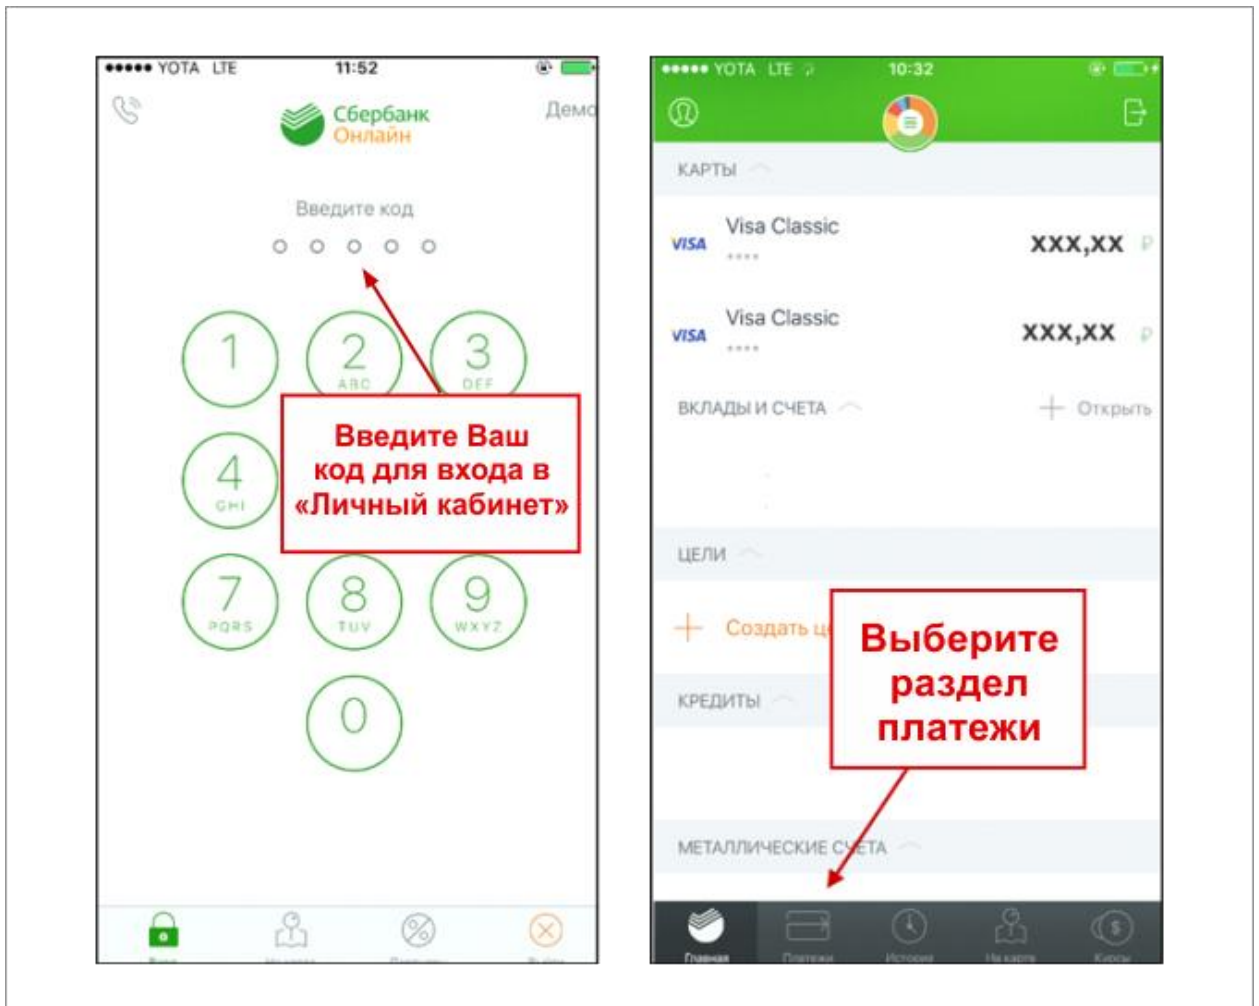 YOTA LTE 11:52
Демо
Сбербанк
Онлайн
Введите код
1
2
ABC
3
DEF
Введите Ваш
код для входа в
«Личный кабинет»
4
GHI
7
PQRS
8
TUV
9
WXYZ
0
YOTA LTE 10:32
КАРТЫ
VISA Visa Classic
****
XXX,XX ₽
VISA Visa Classic
****
XXX,XX ₽
ВКЛАДЫ И СЧЕТА
+ Открыть
ЦЕЛИ
+ Создать це
Выберите
раздел
платежи
КРЕДИТЫ
МЕТАЛЛИЧЕСКИЕ СЧЕТА
Главная Платежи История На карте Курсы